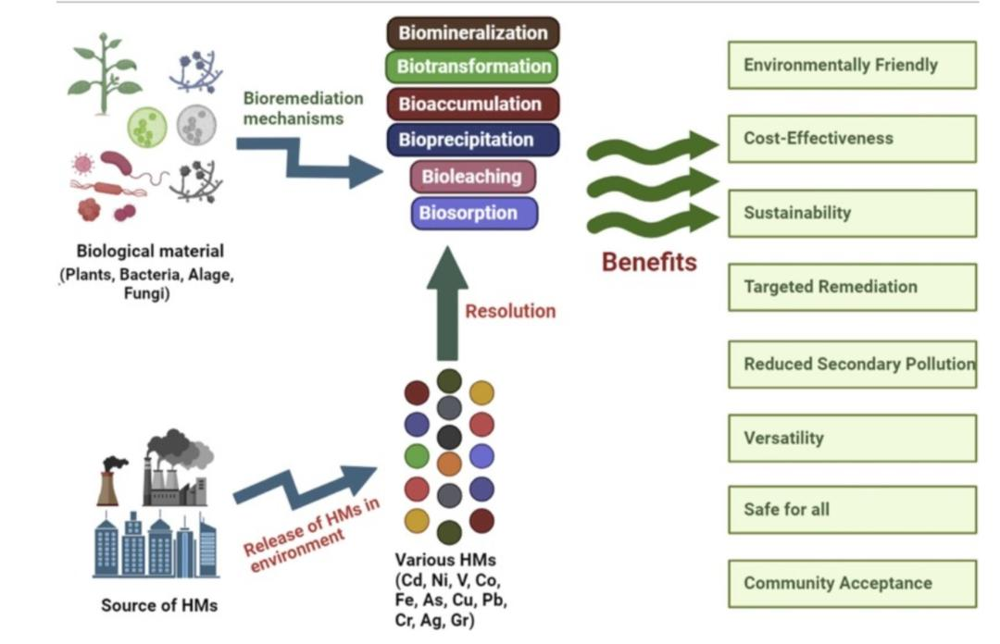 Biomineralization
Biotransformation
Bioaccumulation
Bioprecipitation
Bioleaching
Biosorption
Bioremediation
mechanisms
Biological material
(Plants, Bacteria, Alage,
Fungi)
Benefits
Resolution
Environmentally Friendly
Cost-Effectiveness
Sustainability
Targeted Remediation
Reduced Secondary Pollution
Versatility
Safe for all
Community Acceptance
Release of HMs in
environment
Source of HMs
Various HMs
(Cd, Ni, V, Co,
Fe, As, Cu, Pb,
Cr, Ag, Gr)